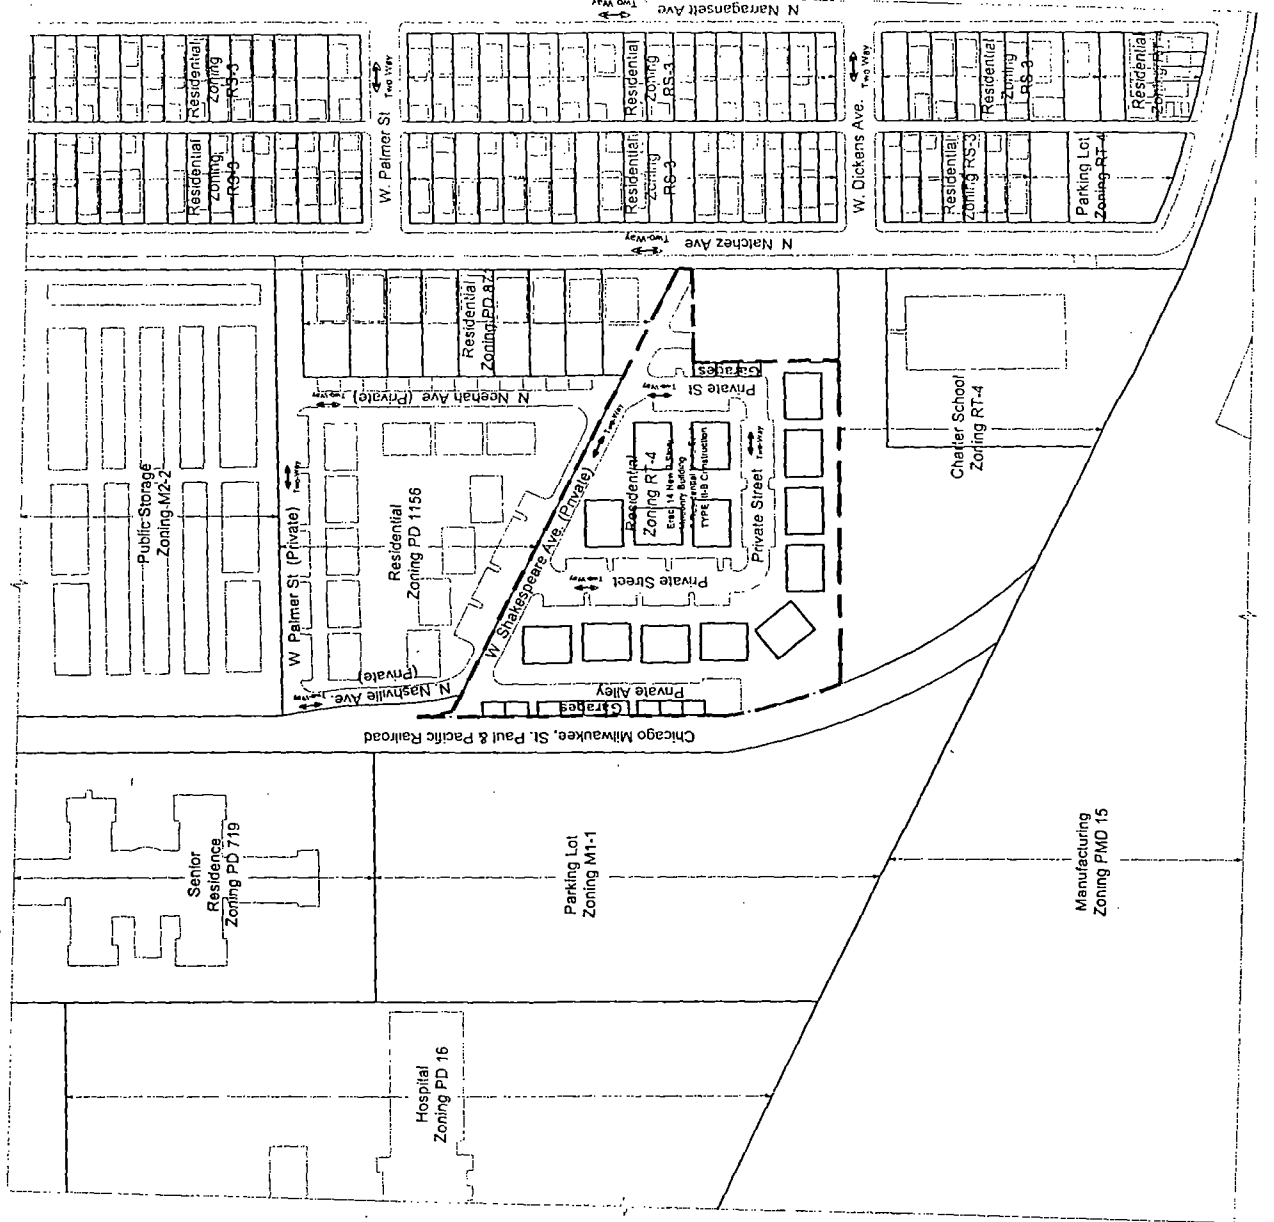 N Narragansett Ave
Two Way
Residential
Zoning
RS-3
Two Way
W. Palmer St
Residential
Zoning
RS-3
Two Way
W. Dickens Ave.
Residential
Zoning
RS-3
Residential
Residential
Zoning
RS-3
Residential
Zoning
RS-3
Residential
Zoning RS-3
Parking Lot
Zoning RT-4
N Natchez Ave
Two-Way
Public Storage
Zoning M2-2
Residential
Zoning PD 87
N Neenah Ave (Private)
Two-Way
W Palmer St (Private)
Two-Way
Residential
Zoning PD 1156
W Shakespeare Ave. (Private)
Two-Way
N Nashville Ave.
(Private)
Two-Way
Garages
Private St
Two-Way
Residential
Zoning RT-4
TYPE III-B Construction
Private Street
Two-Way
Private Street
Two-Way
Private Alley
Garages
Charter School
Zoning RT-4
Chicago Milwaukee, St. Paul & Pacific Railroad
Senior
Residence
Zoning PD 719
Parking Lot
Zoning M1-1
Manufacturing
Zoning PMD 15
Hospital
Zoning PD 16